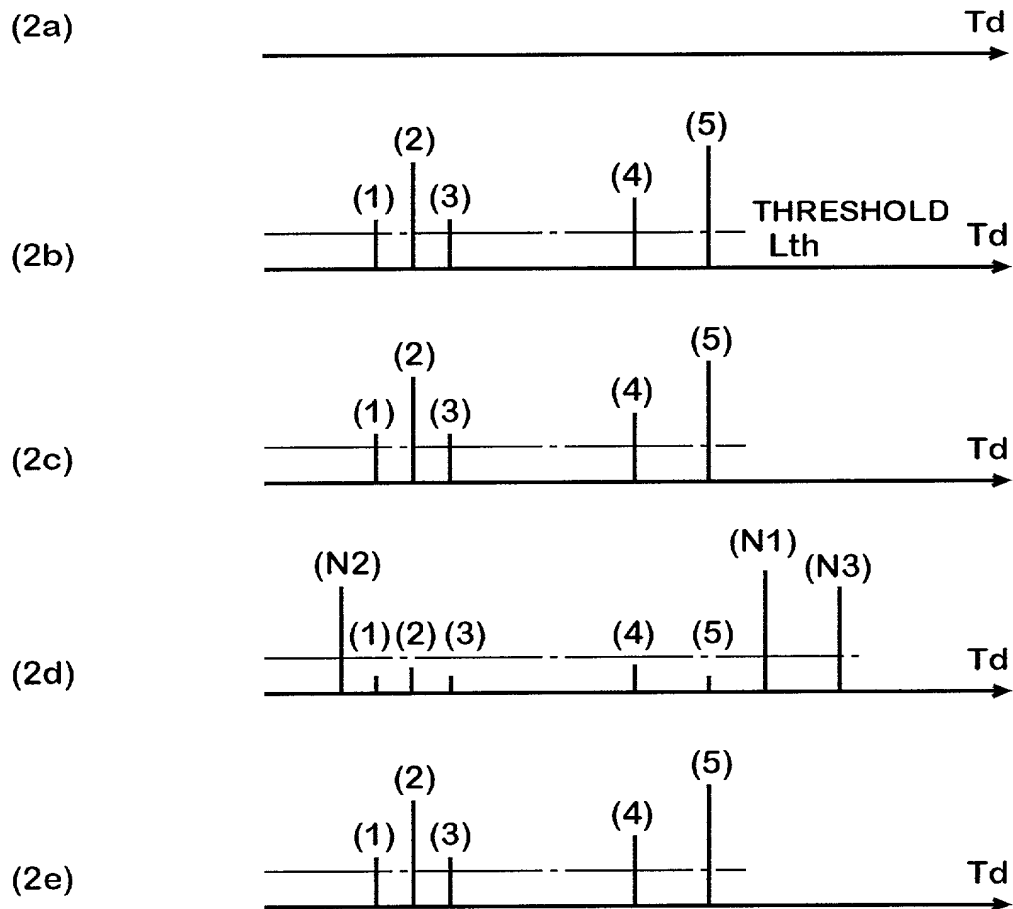 (2a)
Td
(2b)
(1)
(2)
(3)
(4)
(5)
THRESHOLD
Lth
Td
(2c)
(1)
(2)
(3)
(4)
(5)
Td
(2d)
(N2)
(1)
(2)
(3)
(4)
(5)
(N1)
(N3)
Td
(2e)
(1)
(2)
(3)
(4)
(5)
Td